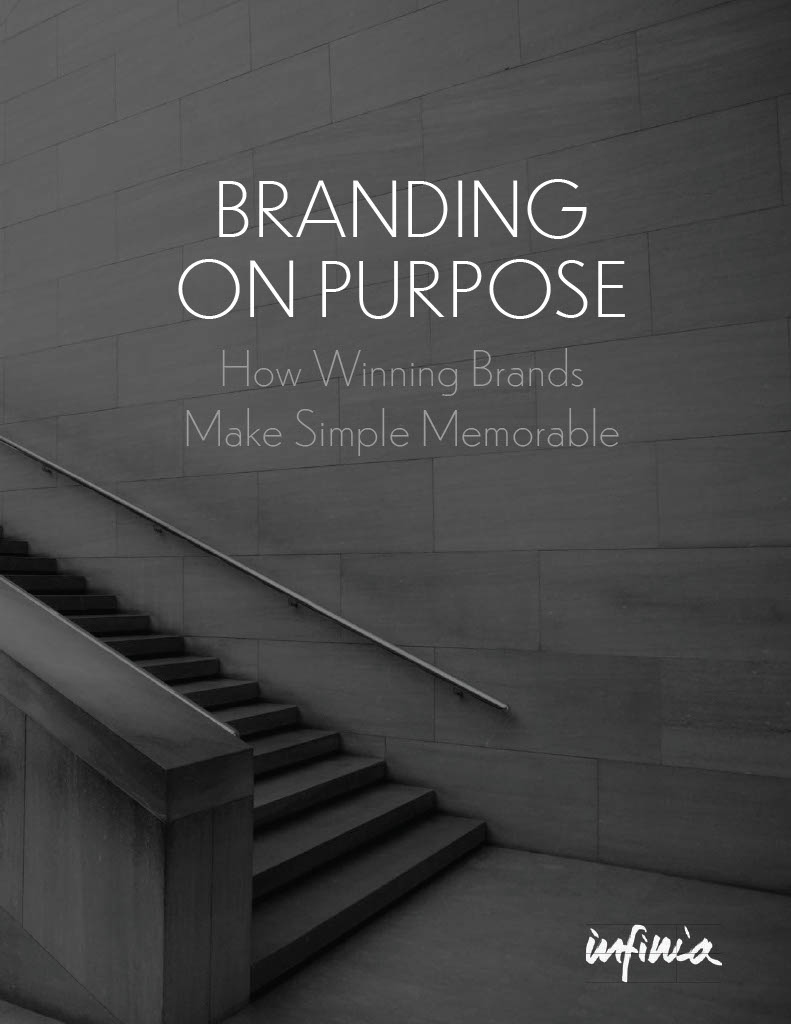 BRANDING
ON PURPOSE
How Winning Brands
Make Simple Memorable
infinia